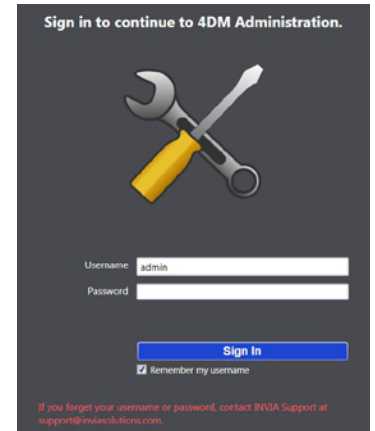 Sign in to continue to 4DM Administration.
Username
admin
Password
Sign In
Remember my username
If you forget your username or password, contact INVIA Support at
support@inviasolutions.com.